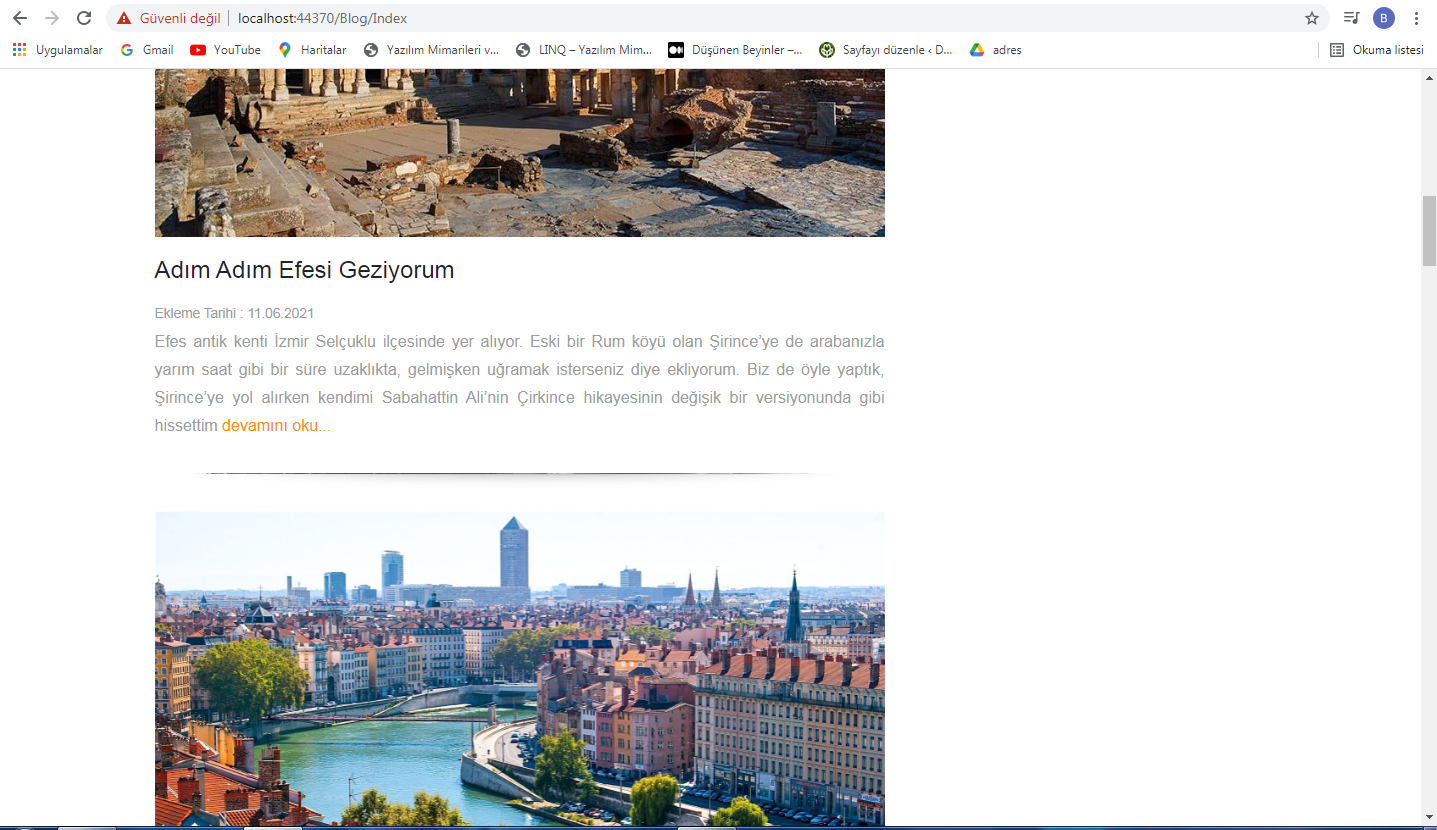 Güvenli değil
localhost:44370/Blog/Index
B
Uygulamalar
Gmail
YouTube
Haritalar
Yazılım Mimarileri v...
LINQ – Yazılım Mim...
Düşünen Beyinler –...
Sayfayı düzenle ‹ D...
adres
Okuma listesi
Adım Adım Efesi Geziyorum
Ekleme Tarihi : 11.06.2021
Efes antik kenti İzmir Selçuklu ilçesinde yer alıyor. Eski bir Rum köyü olan Şirince’ye de arabanızla
yarım saat gibi bir süre uzaklıkta, gelmişken uğramak isterseniz diye ekliyorum. Biz de öyle yaptık,
Şirince’ye yol alırken kendimi Sabahattin Ali’nin Çirkince hikayesinin değişik bir versiyonunda gibi
hissettim devamını oku...